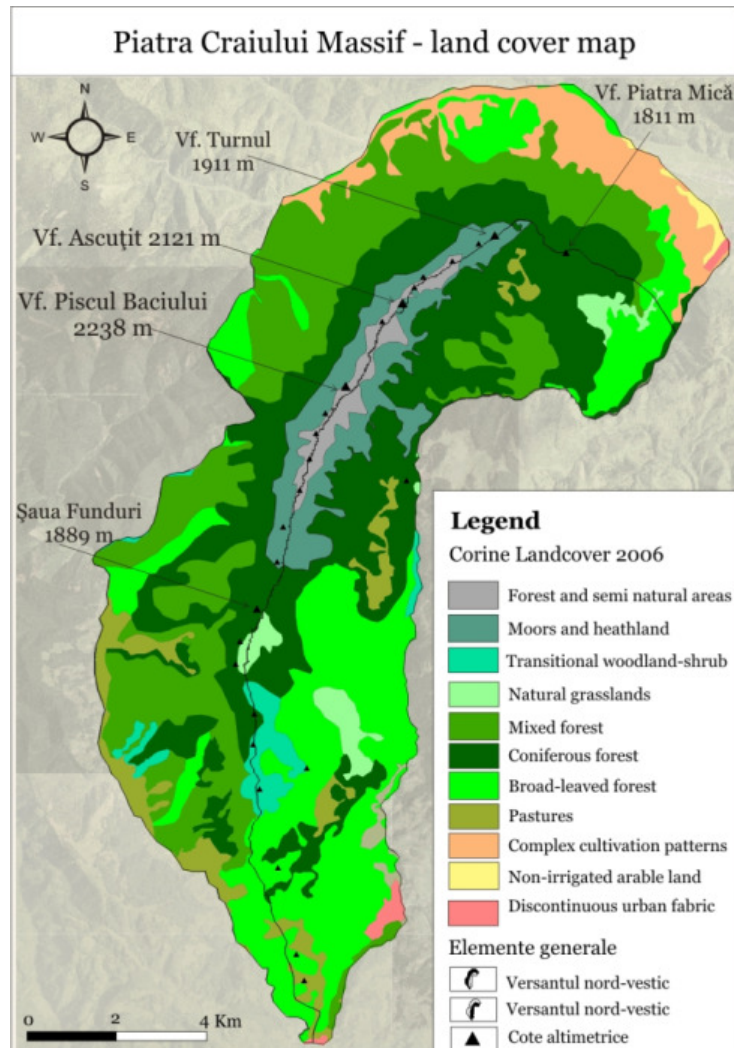 Piatra Craiului Massif - land cover map
N
W E
S
Vf. Piatra Mică
1811 m
Vf. Turnul
1911 m
Vf. Ascuţit 2121 m
Vf. Piscul Baciului
2238 m
Şaua Funduri
1889 m
Legend
Corine Landcover 2006
Forest and semi natural areas
Moors and heathland
Transitional woodland-shrub
Natural grasslands
Mixed forest
Coniferous forest
Broad-leaved forest
Pastures
Complex cultivation patterns
Non-irrigated arable land
Discontinuous urban fabric
Elemente generale
Versantul nord-vestic
Versantul nord-vestic
Cote altimetrice
0 2 4 Km